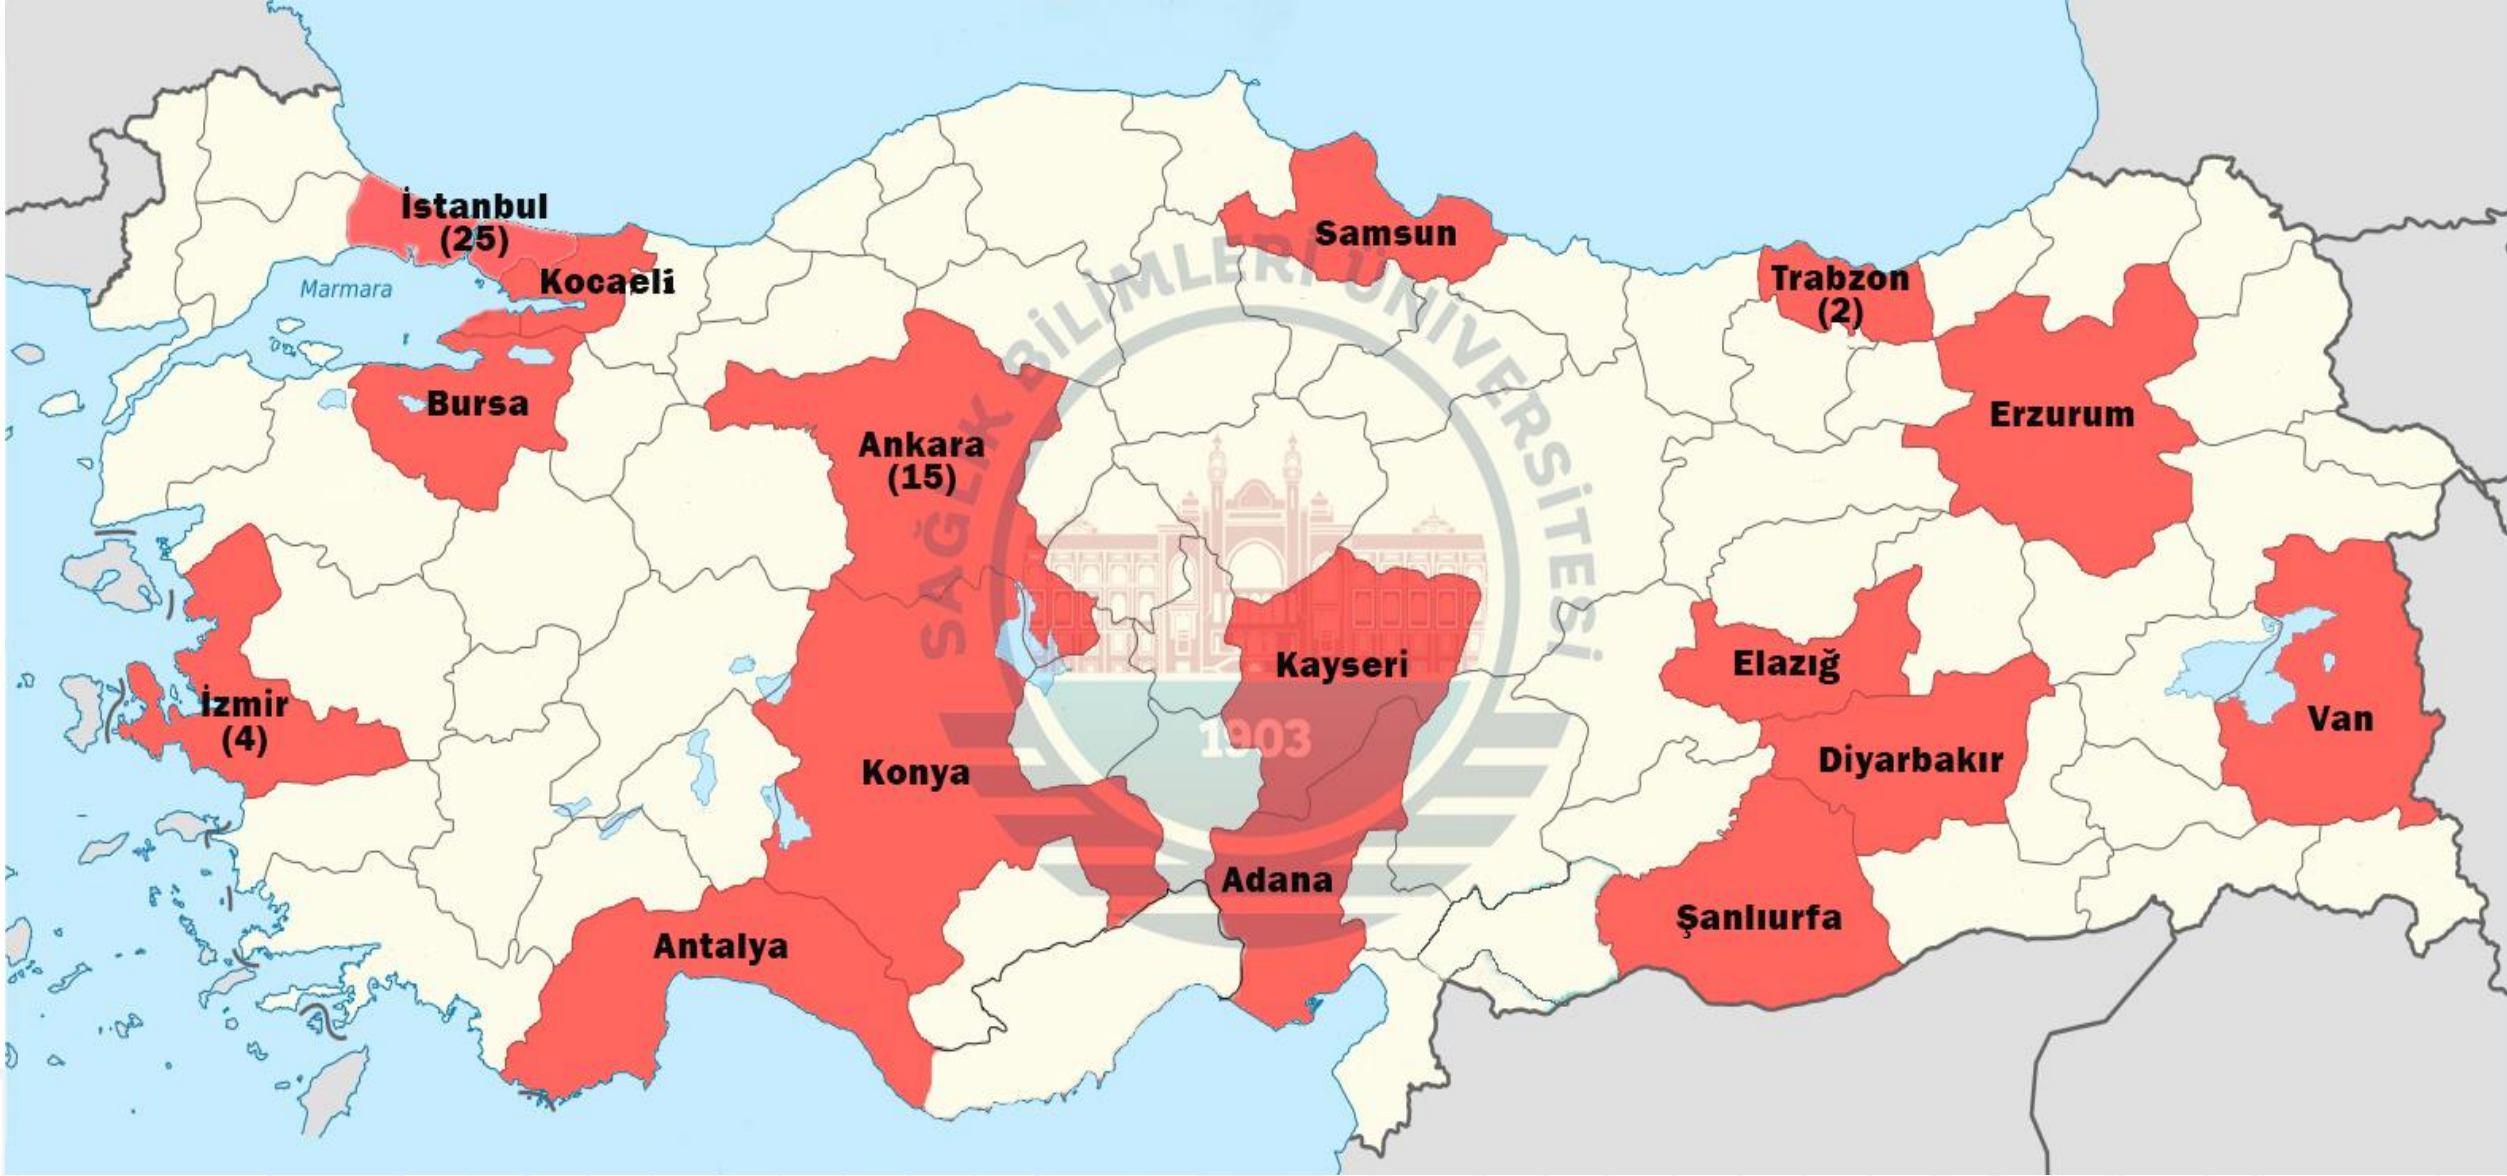 İstanbul
(25)
Kocaeli
Marmara
Samsun
Trabzon
(2)
Bursa
Ankara
(15)
Erzurum
SAĞLIK BİLİMLERİ ÜNİVERSİTESİ
Kayseri
Elazığ
İzmir
(4)
Van
1903
Konya
Diyarbakır
Adana
Şanlıurfa
Antalya